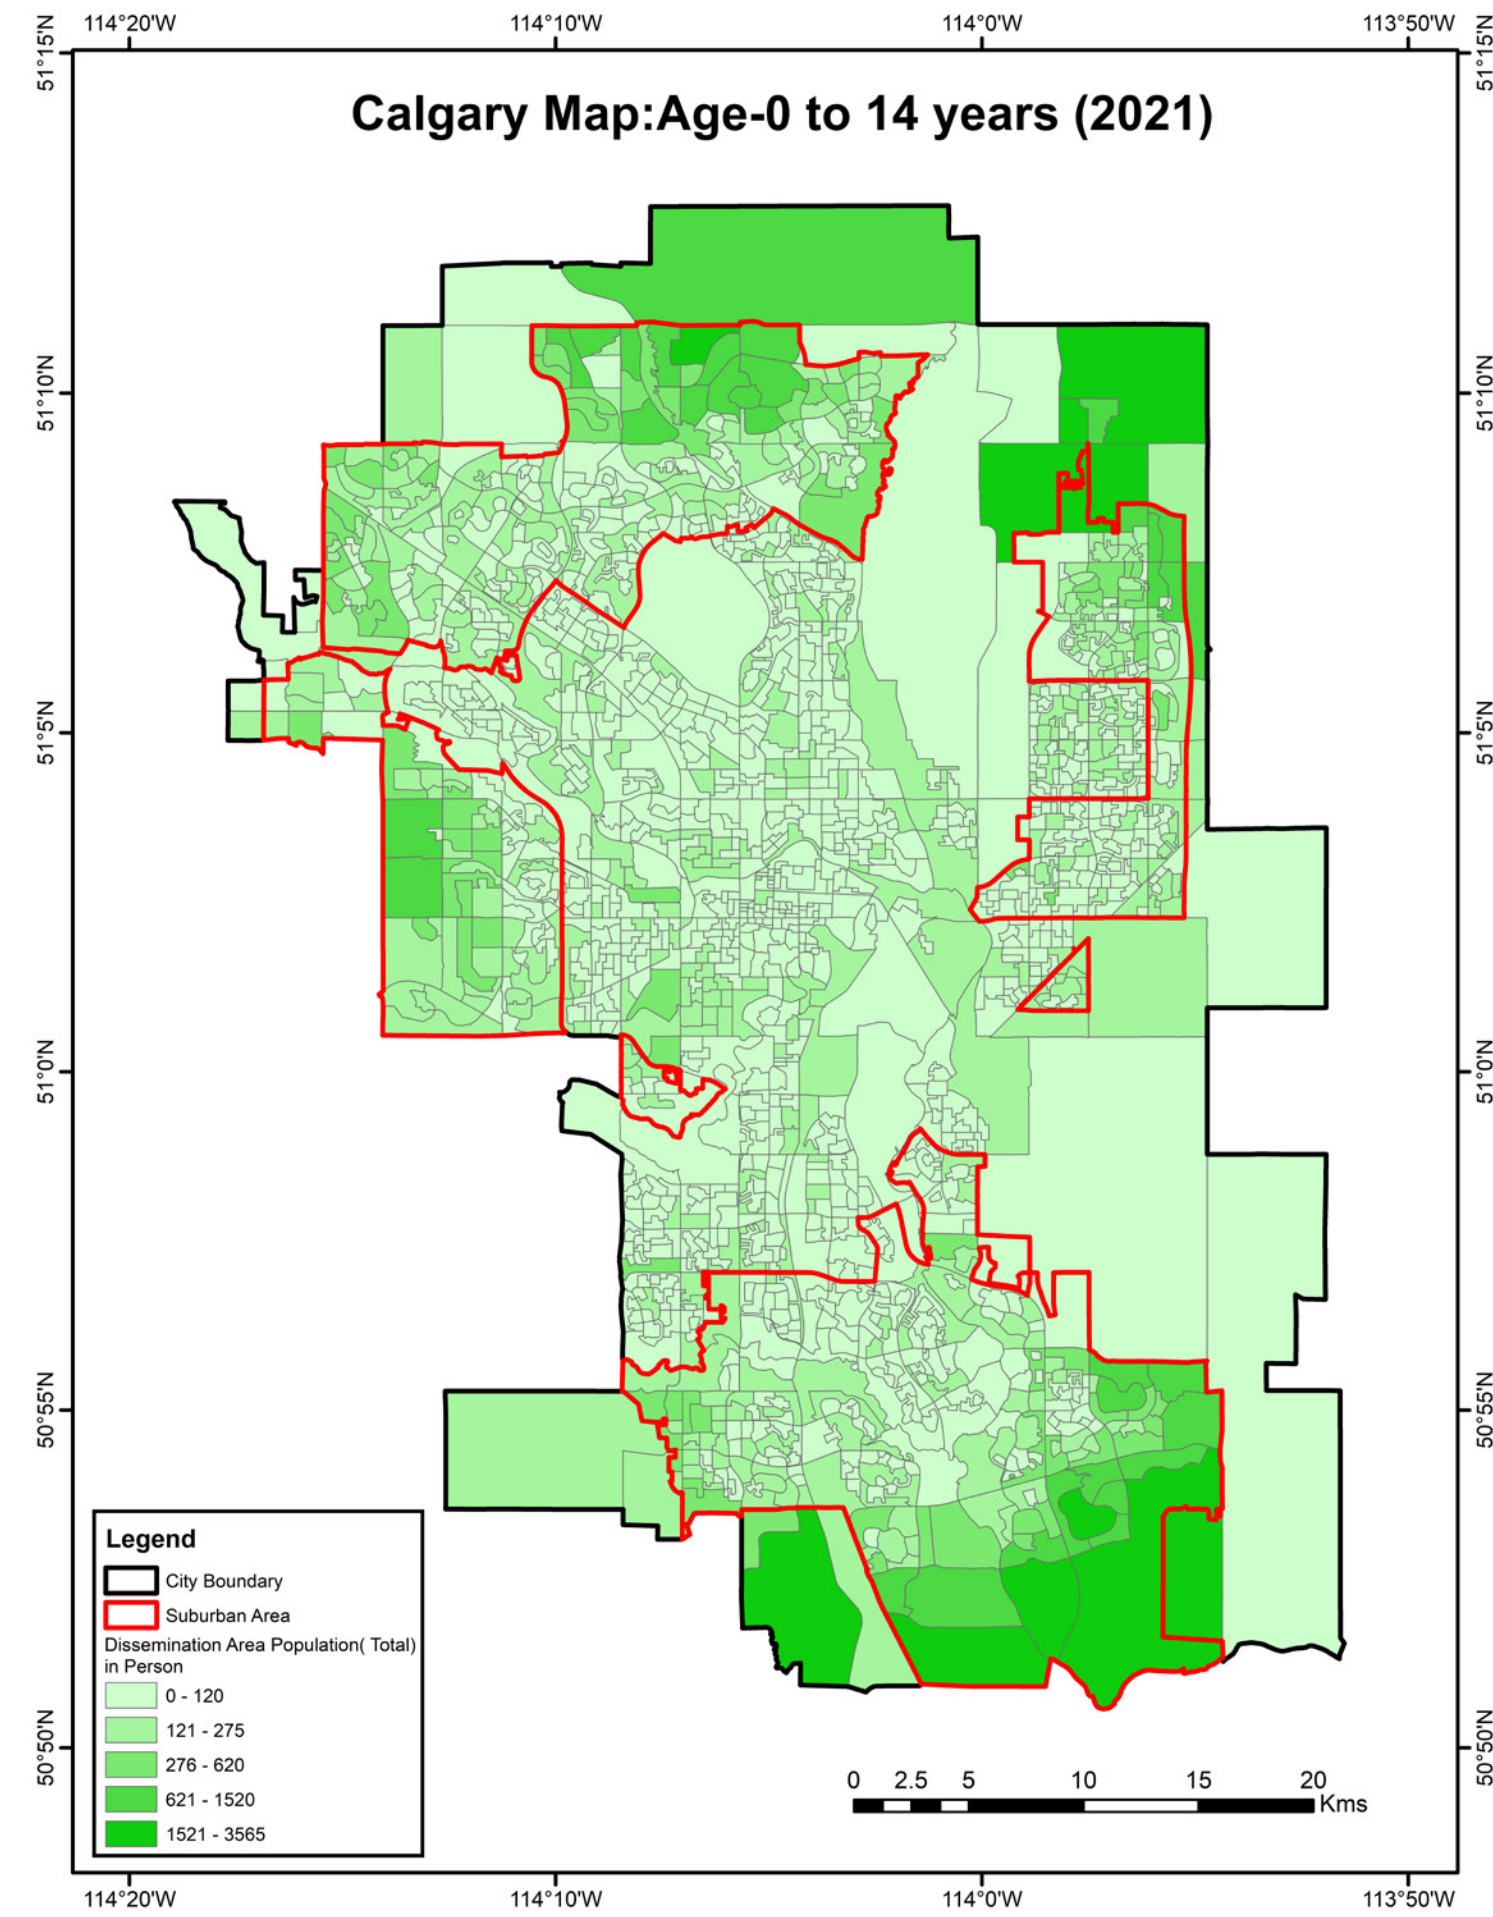 114°20'W 114°10'W 114°0'W 113°50'W
51°15'N 51°15'N
Calgary Map:Age-0 to 14 years (2021)
51°10'N 51°10'N
51°5'N 51°5'N
51°0'N 51°0'N
50°55'N 50°55'N
50°50'N 50°50'N
Legend
City Boundary
Suburban Area
Dissemination Area Population( Total)
in Person
0 - 120
121 - 275
276 - 620
621 - 1520
1521 - 3565
0 2.5 5 10 15 20
Kms
114°20'W 114°10'W 114°0'W 113°50'W